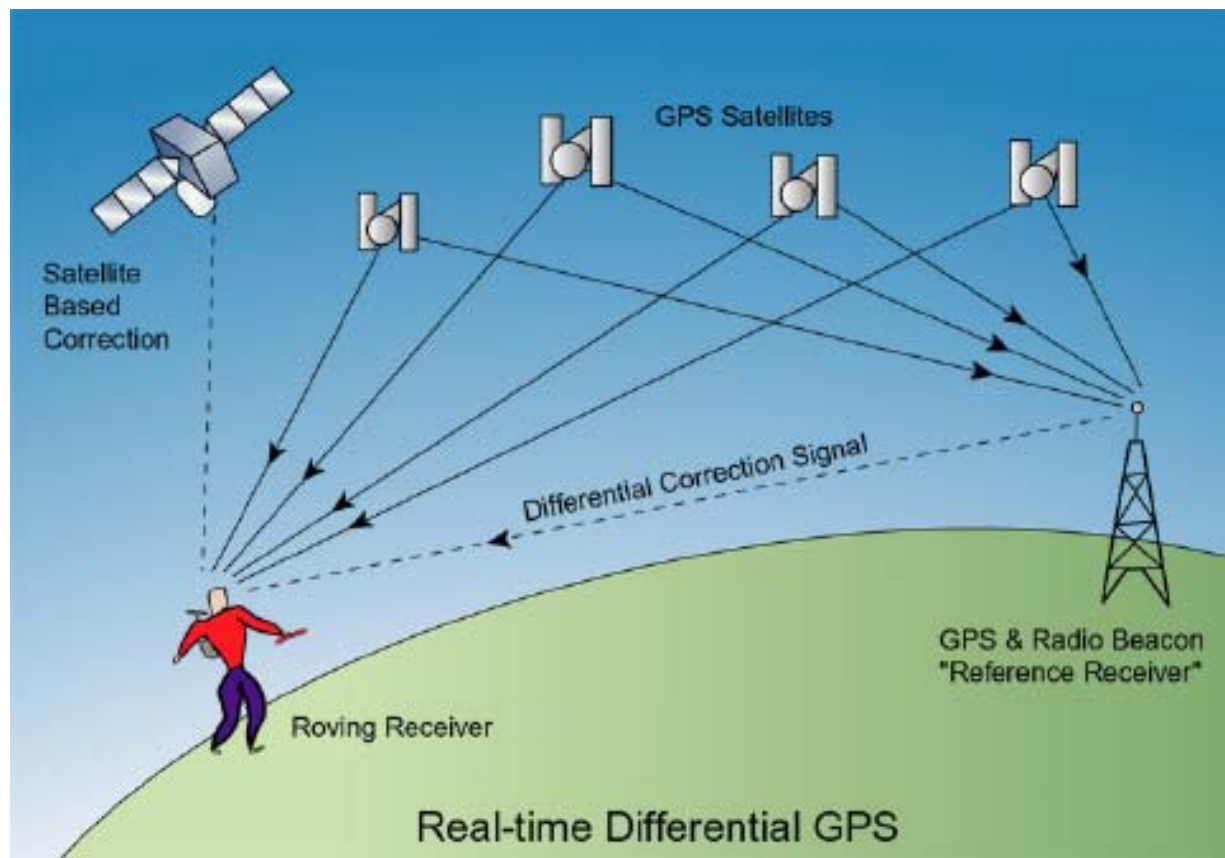 GPS Satellites
Satellite
Based
Correction
Differential Correction Signal
GPS & Radio Beacon
"Reference Receiver"
Roving Receiver
Real-time Differential GPS